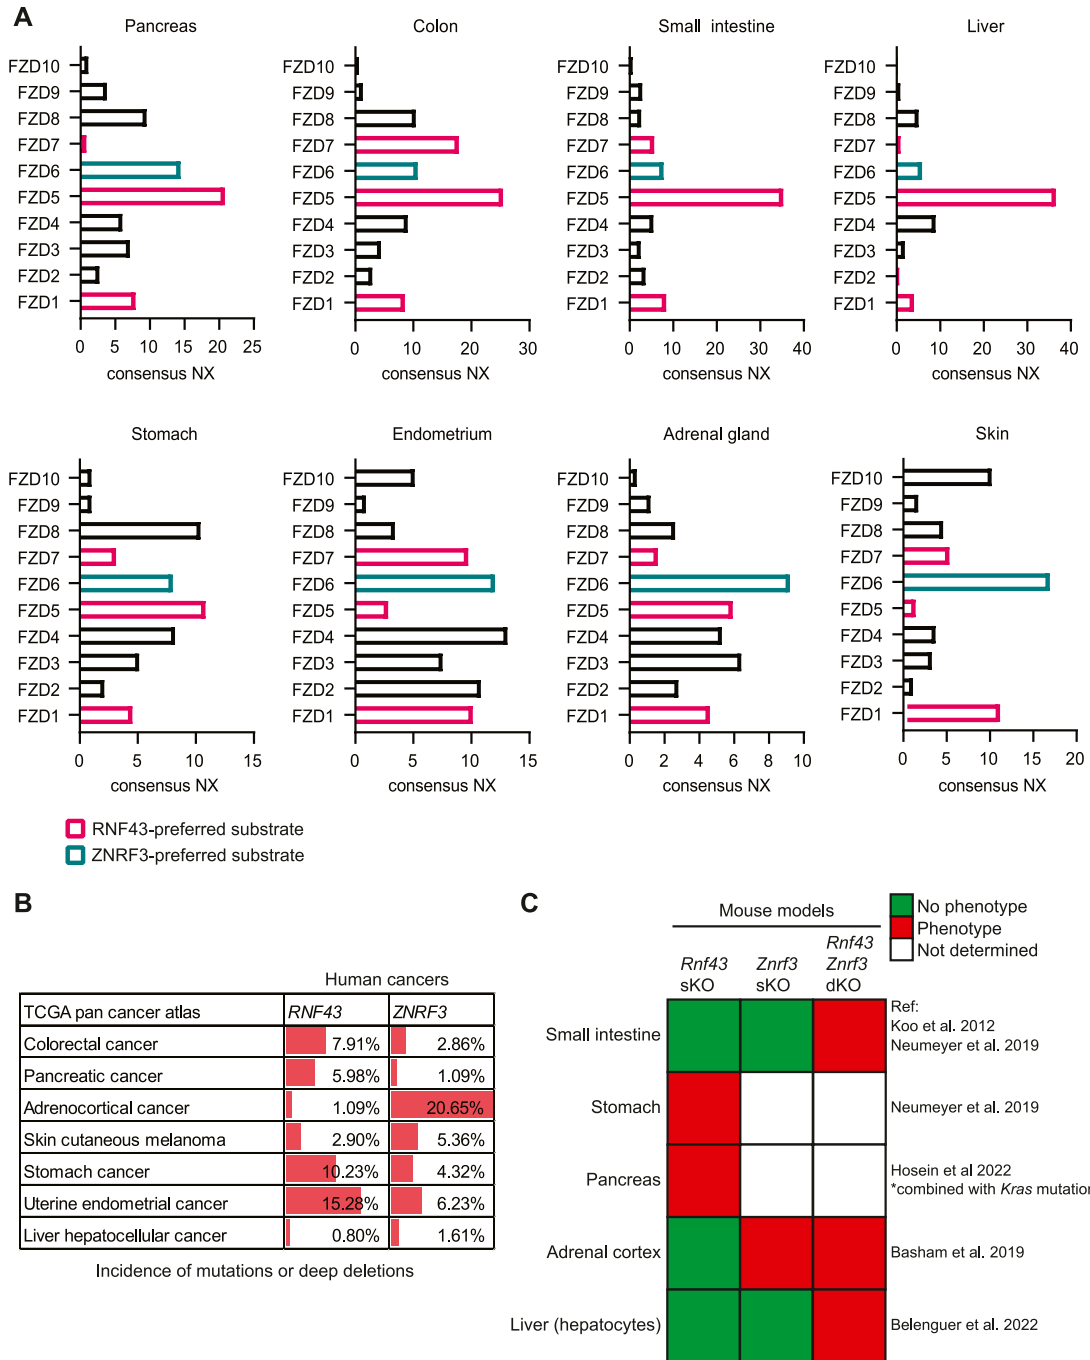 A
Pancreas
FZD10
FZD9
FZD8
FZD7
FZD6
FZD5
FZD4
FZD3
FZD2
FZD1
0 5 10 15 20 25
consensus NX
Colon
FZD10
FZD9
FZD8
FZD7
FZD6
FZD5
FZD4
FZD3
FZD2
FZD1
0 10 20 30
consensus NX
Small intestine
FZD10
FZD9
FZD8
FZD7
FZD6
FZD5
FZD4
FZD3
FZD2
FZD1
0 10 20 30 40
consensus NX
Liver
FZD10
FZD9
FZD8
FZD7
FZD6
FZD5
FZD4
FZD3
FZD2
FZD1
0 10 20 30 40
consensus NX
Stomach
FZD10
FZD9
FZD8
FZD7
FZD6
FZD5
FZD4
FZD3
FZD2
FZD1
0 5 10 15
consensus NX
Endometrium
FZD10
FZD9
FZD8
FZD7
FZD6
FZD5
FZD4
FZD3
FZD2
FZD1
0 5 10 15
consensus NX
Adrenal gland
FZD10
FZD9
FZD8
FZD7
FZD6
FZD5
FZD4
FZD3
FZD2
FZD1
0 2 4 6 8 10
consensus NX
Skin
FZD10
FZD9
FZD8
FZD7
FZD6
FZD5
FZD4
FZD3
FZD2
FZD1
0 5 10 15 20
consensus NX
RNF43-preferred substrate
ZNRF3-preferred substrate
B
Human cancers
TCGA pan cancer atlas RNF43 ZNRF3
Colorectal cancer 7.91% 2.86%
Pancreatic cancer 5.98% 1.09%
Adrenocortical cancer 1.09% 20.65%
Skin cutaneous melanoma 2.90% 5.36%
Stomach cancer 10.23% 4.32%
Uterine endometrial cancer 15.28% 6.23%
Liver hepatocellular cancer 0.80% 1.61%
Incidence of mutations or deep deletions
C
Mouse models
No phenotype
Phenotype
Not determined
Rnf43
sKO
Znrf3
sKO
Rnf43
Znrf3
dKO
Small intestine
Ref:
Koo et al. 2012
Neumeyer et al. 2019
Stomach
Neumeyer et al. 2019
Pancreas
Hosein et al 2022
*combined with Kras mutation
Adrenal cortex
Basham et al. 2019
Liver (hepatocytes)
Belenguer et al. 2022